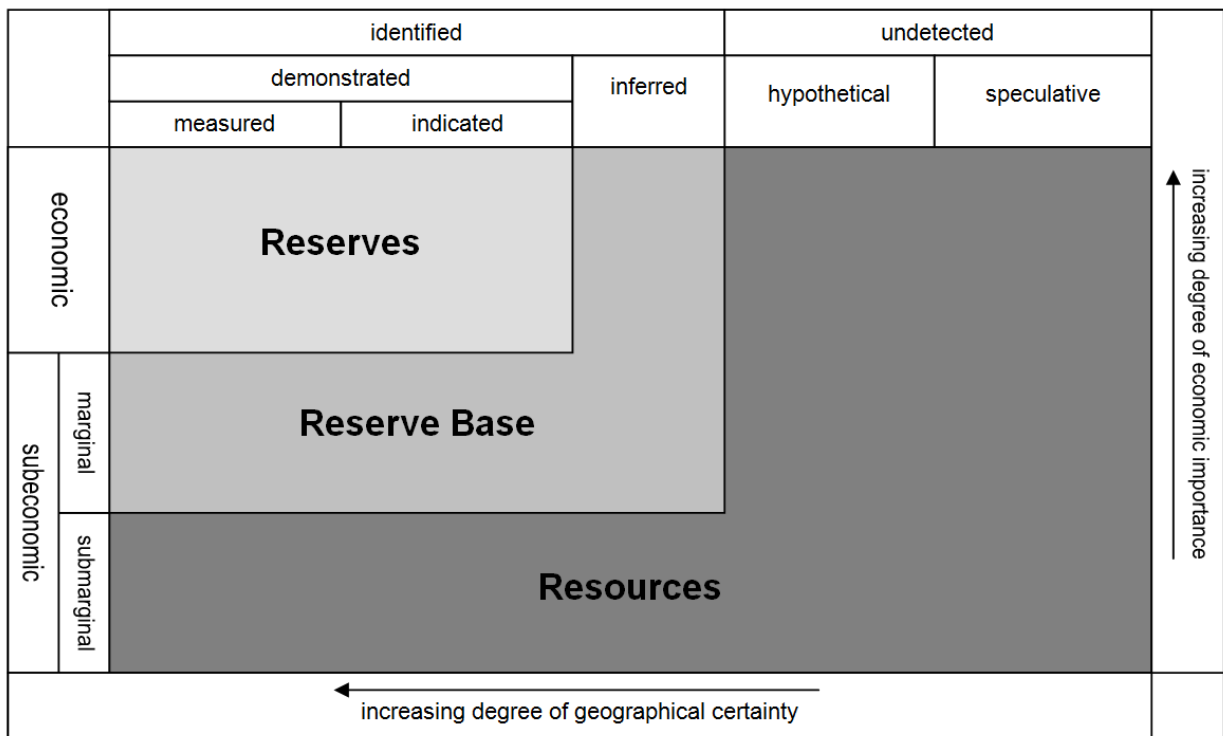 identified
undetected
demonstrated
inferred
hypothetical
speculative
measured
indicated
economic
Reserves
increasing degree of economic importance
subeconomic
marginal
Reserve Base
submarginal
Resources
increasing degree of geographical certainty